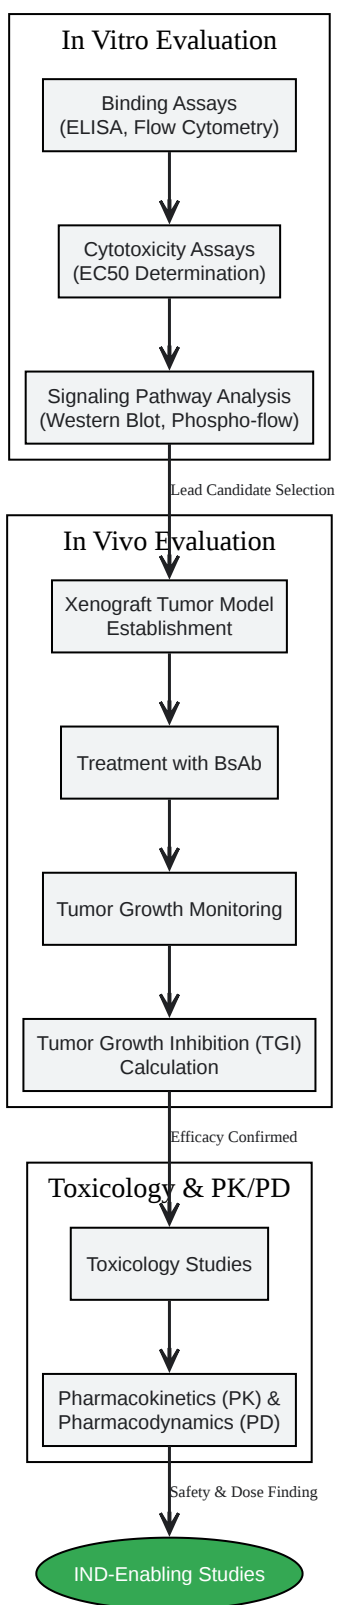 In Vitro Evaluation
Binding Assays
(ELISA, Flow Cytometry)
Cytotoxicity Assays
(EC50 Determination)
Signaling Pathway Analysis
(Western Blot, Phospho-flow)
Lead Candidate Selection
In Vivo Evaluation
Xenograft Tumor Model
Establishment
Treatment with BsAb
Tumor Growth Monitoring
Tumor Growth Inhibition (TGI)
Calculation
Efficacy Confirmed
Toxicology & PK/PD
Toxicology Studies
Pharmacokinetics (PK) &
Pharmacodynamics (PD)
Safety & Dose Finding
IND-Enabling Studies